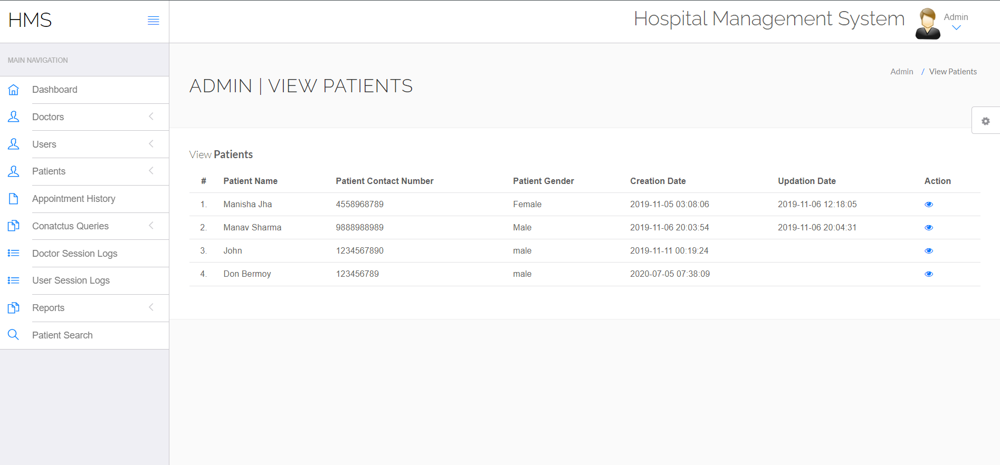 HMS
Hospital Management System
Admin
MAIN NAVIGATION
Dashboard
Doctors
Users
Patients
Appointment History
Conatctus Queries
Doctor Session Logs
User Session Logs
Reports
Patient Search
ADMIN | VIEW PATIENTS
Admin / View Patients
View Patients
# Patient Name Patient Contact Number Patient Gender Creation Date Updation Date Action
1. Manisha Jha 4558968789 Female 2019-11-05 03:08:06 2019-11-06 12:18:05
2. Manav Sharma 9888988989 Male 2019-11-06 20:03:54 2019-11-06 20:04:31
3. John 1234567890 male 2019-11-11 00:19:24
4. Don Bermoy 123456789 male 2020-07-05 07:38:09